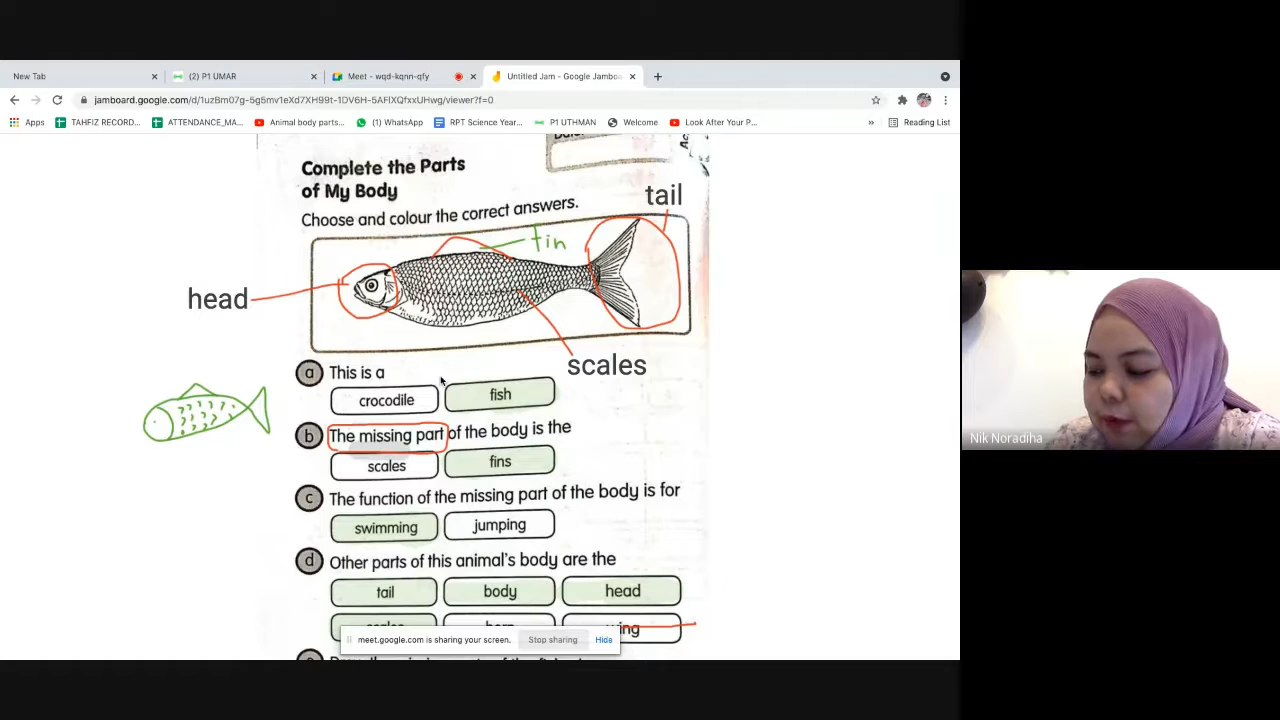 New Tab
(2) P1 UMAR
Meet - wqd-kqnn-qfy
Untitled Jam - Google Jamboa
jamboard.google.com/d/1uzBm07g-5g5mv1eXd7XH99t-1DV6H-5AFIXQfxxUHwg/viewer?f=0
Apps
TAHFIZ RECORD...
ATTENDANCE_MA...
Animal body parts...
(1) WhatsApp
RPT Science Year...
P1 UTHMAN
Welcome
Look After Your P...
»
Reading List
Complete the Parts
of My Body
Choose and colour the correct answers.
tail
fin
head
scales
a This is a
crocodile fish
b The missing part of the body is the
scales fins
c The function of the missing part of the body is for
swimming jumping
d Other parts of this animal's body are the
tail body head
meet.google.com is sharing your screen. Stop sharing Hide
Nik Noradiha